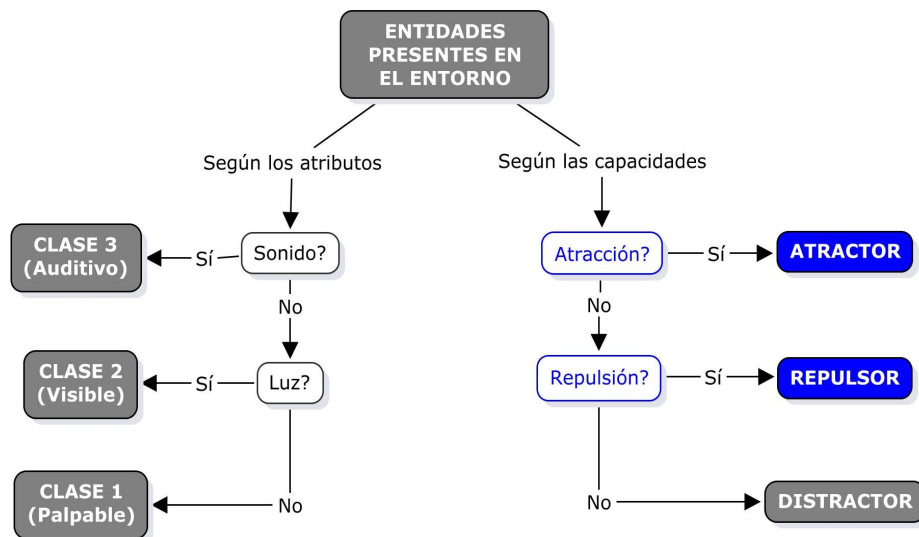 ENTIDADES
PRESENTES EN
EL ENTORNO
Según los atributos
Según las capacidades
CLASE 3
(Auditivo)
Sí
Sonido?
Atracción?
Sí
ATRACTOR
No
No
CLASE 2
(Visible)
Sí
Luz?
Repulsión?
Sí
REPULSOR
CLASE 1
(Palpable)
No
No
DISTRACTOR